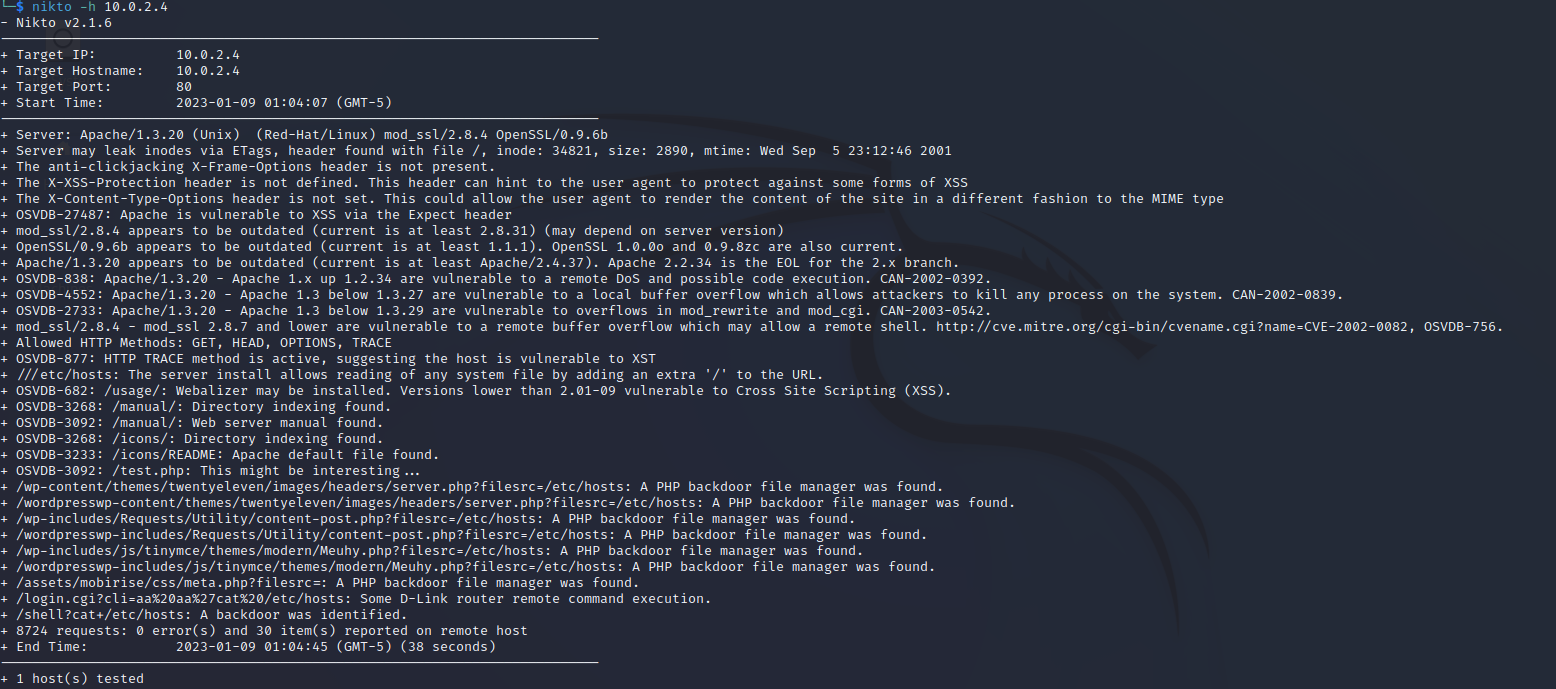 └─$ nikto -h 10.0.2.4
- Nikto v2.1.6
+ Target IP: 10.0.2.4
+ Target Hostname: 10.0.2.4
+ Target Port: 80
+ Start Time: 2023-01-09 01:04:07 (GMT-5)
+ Server: Apache/1.3.20 (Unix)  (Red-Hat/Linux) mod_ssl/2.8.4 OpenSSL/0.9.6b
+ Server may leak inodes via ETags, header found with file /, inode: 34821, size: 2890, mtime: Wed Sep  5 23:12:46 2001
+ The anti-clickjacking X-Frame-Options header is not present.
+ The X-XSS-Protection header is not defined. This header can hint to the user agent to protect against some forms of XSS
+ The X-Content-Type-Options header is not set. This could allow the user agent to render the content of the site in a different fashion to the MIME type
+ OSVDB-27487: Apache is vulnerable to XSS via the Expect header
+ mod_ssl/2.8.4 appears to be outdated (current is at least 2.8.31) (may depend on server version)
+ OpenSSL/0.9.6b appears to be outdated (current is at least 1.1.1). OpenSSL 1.0.0o and 0.9.8zc are also current.
+ Apache/1.3.20 appears to be outdated (current is at least Apache/2.4.37). Apache 2.2.34 is the EOL for the 2.x branch.
+ OSVDB-838: Apache/1.3.20 - Apache 1.x up 1.2.34 are vulnerable to a remote DoS and possible code execution. CAN-2002-0392.
+ OSVDB-4552: Apache/1.3.20 - Apache 1.3 below 1.3.27 are vulnerable to a local buffer overflow which allows attackers to kill any process on the system. CAN-2002-0839.
+ OSVDB-2733: Apache/1.3.20 - Apache 1.3 below 1.3.29 are vulnerable to overflows in mod_rewrite and mod_cgi. CAN-2003-0542.
+ mod_ssl/2.8.4 - mod_ssl 2.8.7 and lower are vulnerable to a remote buffer overflow which may allow a remote shell. http://cve.mitre.org/cgi-bin/cvename.cgi?name=CVE-2002-0082, OSVDB-756.
+ Allowed HTTP Methods: GET, HEAD, OPTIONS, TRACE
+ OSVDB-877: HTTP TRACE method is active, suggesting the host is vulnerable to XST
+ ///etc/hosts: The server install allows reading of any system file by adding an extra '/' to the URL.
+ OSVDB-682: /usage/: Webalizer may be installed. Versions lower than 2.01-09 vulnerable to Cross Site Scripting (XSS).
+ OSVDB-3268: /manual/: Directory indexing found.
+ OSVDB-3092: /manual/: Web server manual found.
+ OSVDB-3268: /icons/: Directory indexing found.
+ OSVDB-3233: /icons/README: Apache default file found.
+ OSVDB-3092: /test.php: This might be interesting...
+ /wp-content/themes/twentyeleven/images/headers/server.php?filesrc=/etc/hosts: A PHP backdoor file manager was found.
+ /wordpresswp-content/themes/twentyeleven/images/headers/server.php?filesrc=/etc/hosts: A PHP backdoor file manager was found.
+ /wp-includes/Requests/Utility/content-post.php?filesrc=/etc/hosts: A PHP backdoor file manager was found.
+ /wordpresswp-includes/Requests/Utility/content-post.php?filesrc=/etc/hosts: A PHP backdoor file manager was found.
+ /wp-includes/js/tinymce/themes/modern/Meuhy.php?filesrc=/etc/hosts: A PHP backdoor file manager was found.
+ /wordpresswp-includes/js/tinymce/themes/modern/Meuhy.php?filesrc=/etc/hosts: A PHP backdoor file manager was found.
+ /assets/mobirise/css/meta.php?filesrc=: A PHP backdoor file manager was found.
+ /login.cgi?cli=aa%20aa%27cat%20/etc/hosts: Some D-Link router remote command execution.
+ /shell?cat+/etc/hosts: A backdoor was identified.
+ 8724 requests: 0 error(s) and 30 item(s) reported on remote host
+ End Time: 2023-01-09 01:04:45 (GMT-5) (38 seconds)
+ 1 host(s) tested